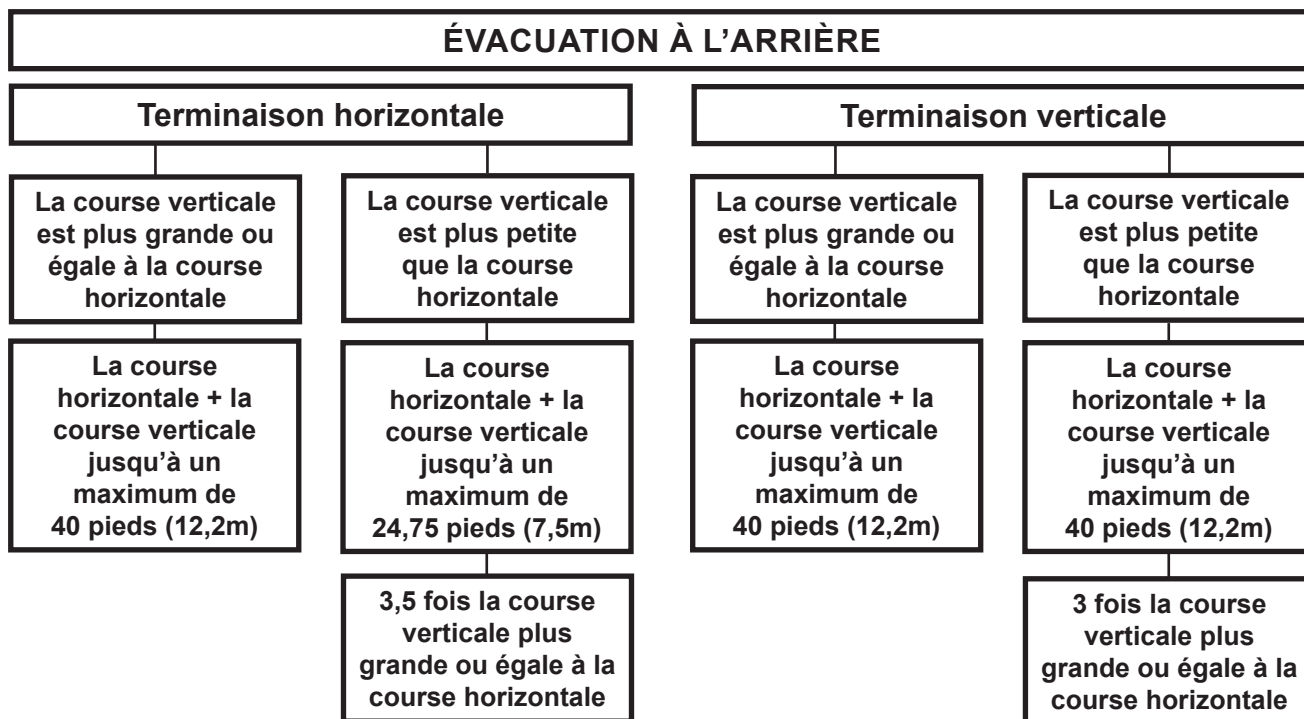 ÉVACUATION À L’ARRIÈRE
Terminaison horizontale
La course verticale
est plus grande ou
égale à la course
horizontale
La course
horizontale + la
course verticale
jusqu’à un
maximum de
40 pieds (12,2m)
La course verticale
est plus petite
que la course
horizontale
La course
horizontale + la
course verticale
jusqu’à un
maximum de
24,75 pieds (7,5m)
3,5 fois la course
verticale plus
grande ou égale à la
course horizontale
Terminaison verticale
La course verticale
est plus grande ou
égale à la course
horizontale
La course
horizontale + la
course verticale
jusqu’à un
maximum de
40 pieds (12,2m)
La course verticale
est plus petite
que la course
horizontale
La course
horizontale + la
course verticale
jusqu’à un
maximum de
40 pieds (12,2m)
3 fois la course
verticale plus
grande ou égale à la
course horizontale